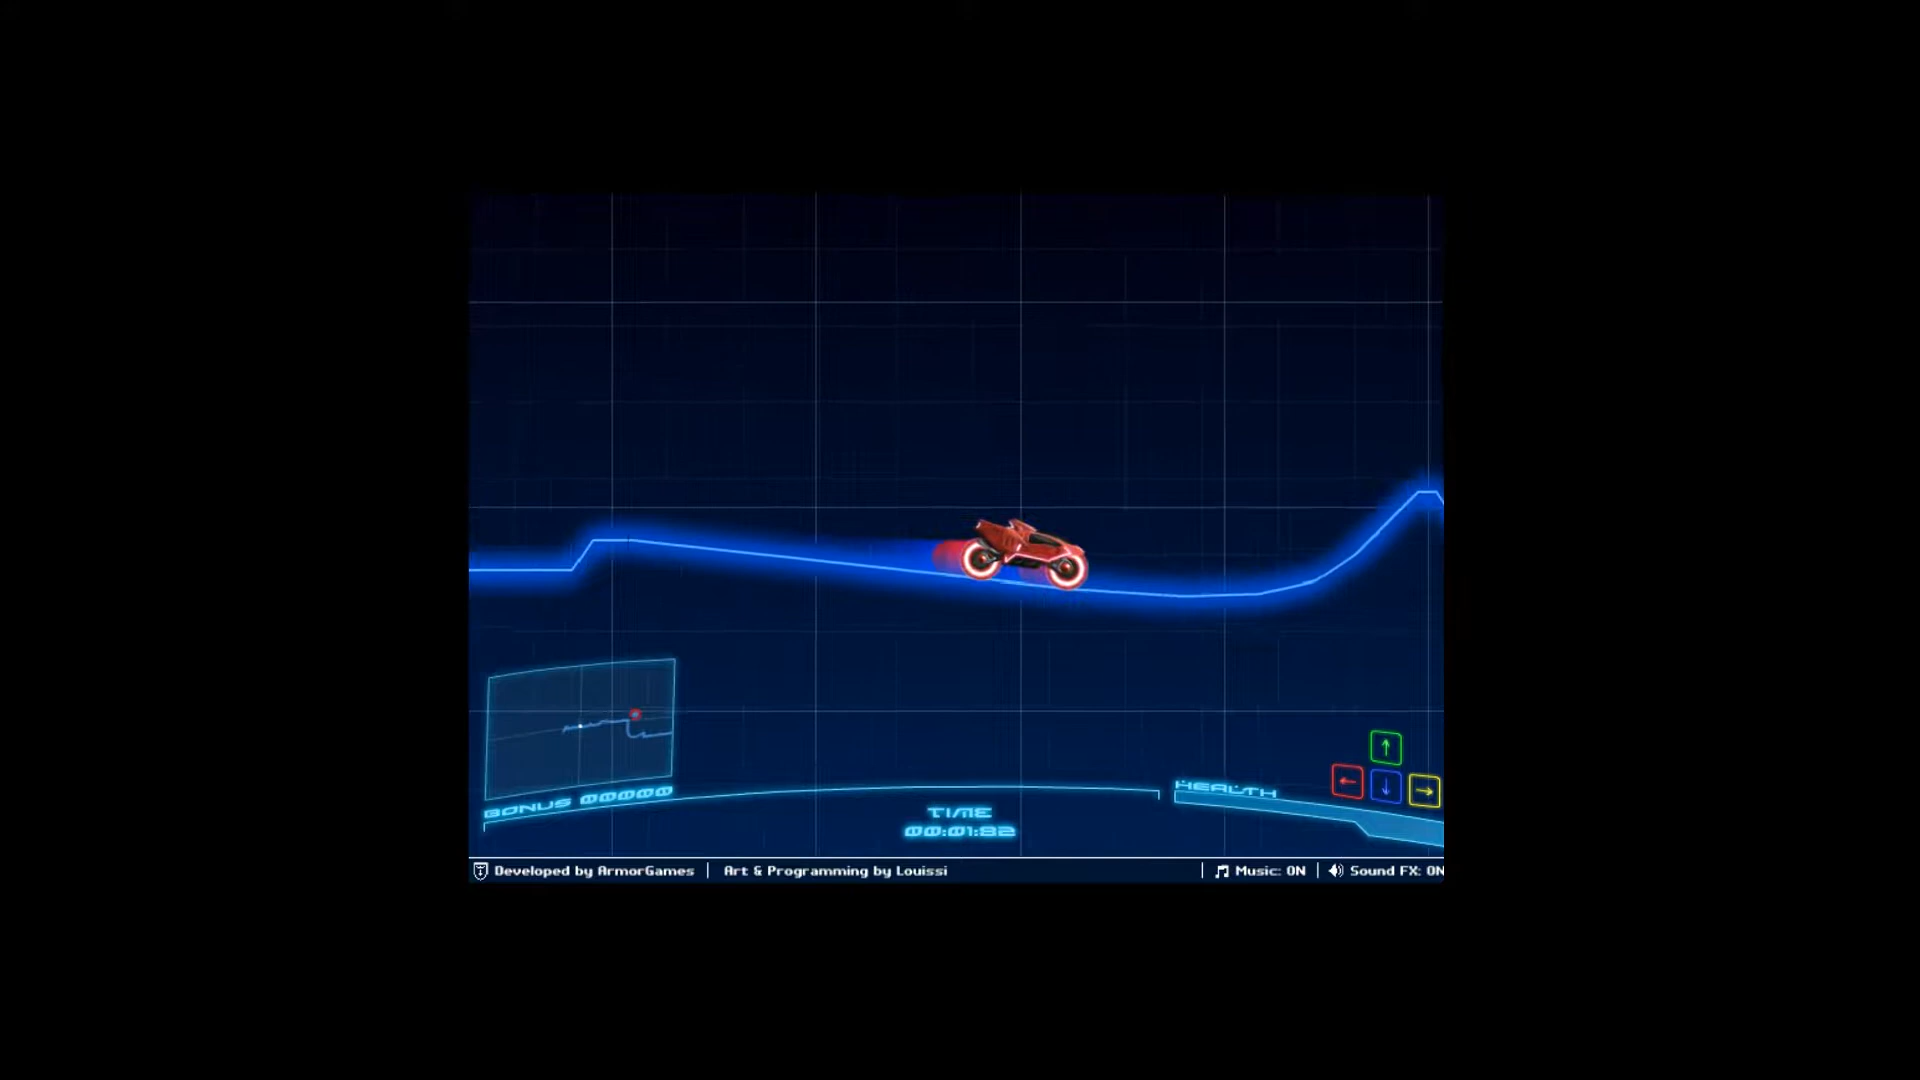 BONUS 00000
TIME
00:01:82
HEALTH
↑
← ↓ →
Developed by ArmorGames | Art & Programming by Louissi | Music: ON | Sound FX: ON